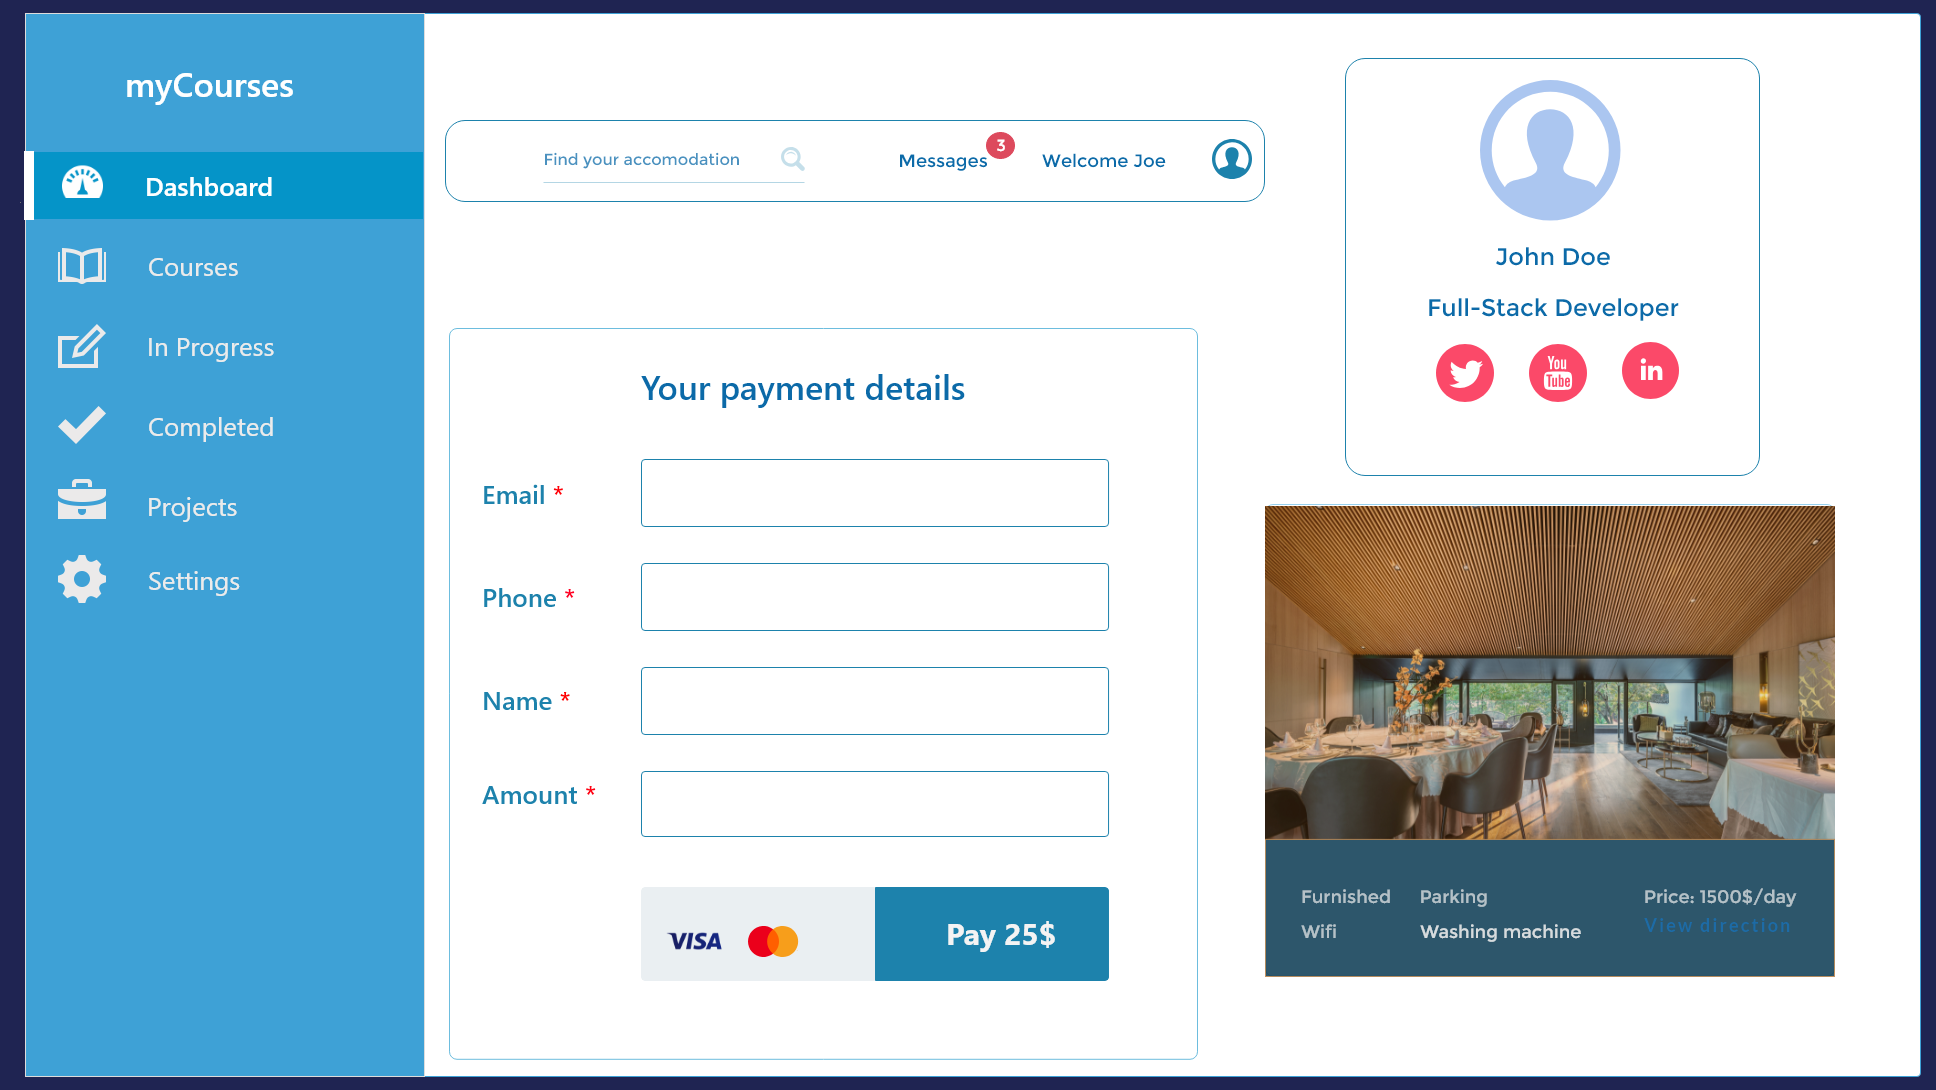 myCourses
Dashboard
Courses
In Progress
Completed
Projects
Settings
Find your accomodation
Messages
3
Welcome Joe
Your payment details
Email *
Phone *
Name *
Amount *
VISA
Pay 25$
John Doe
Full-Stack Developer
You
Tube
in
Furnished
Parking
Price: 1500$/day
Wifi
Washing machine
View direction